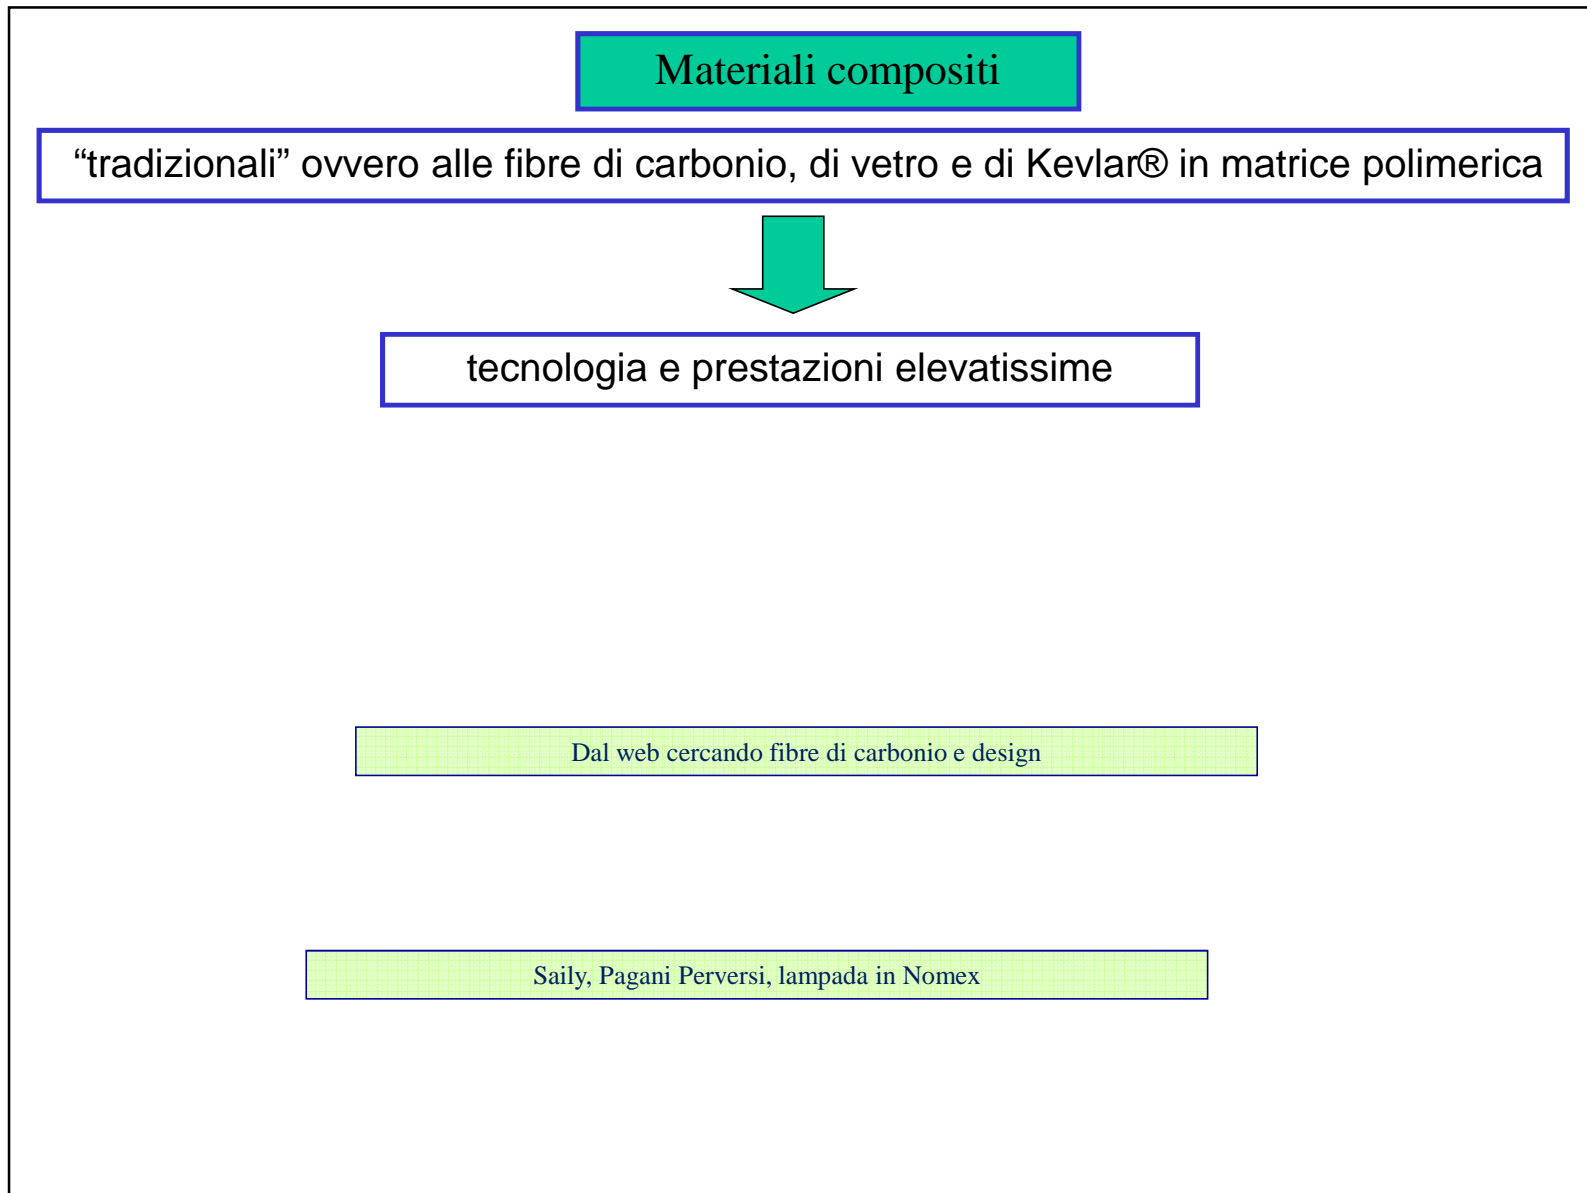 Materiali compositi
“tradizionali” ovvero alle fibre di carbonio, di vetro e di Kevlar® in matrice polimerica
tecnologia e prestazioni elevatissime
Dal web cercando fibre di carbonio e design
Saily, Pagani Perversi, lampada in Nomex